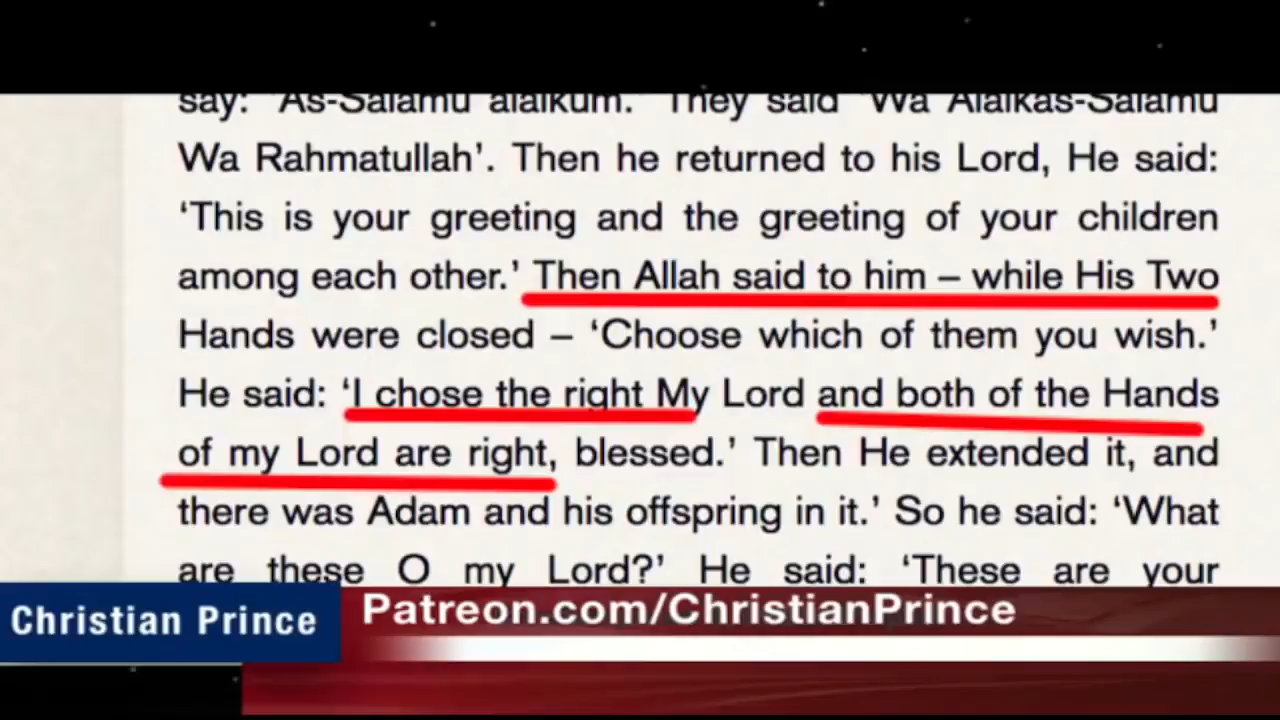 say: 'As-Salamu alaikum.' They said 'Wa Alaikas-Salamu
Wa Rahmatullah'. Then he returned to his Lord, He said:
'This is your greeting and the greeting of your children
among each other.' Then Allah said to him – while His Two
Hands were closed – 'Choose which of them you wish.'
He said: 'I chose the right My Lord and both of the Hands
of my Lord are right, blessed.' Then He extended it, and
there was Adam and his offspring in it.' So he said: 'What
are these O my Lord?' He said: 'These are your
Christian Prince
Patreon.com/ChristianPrince